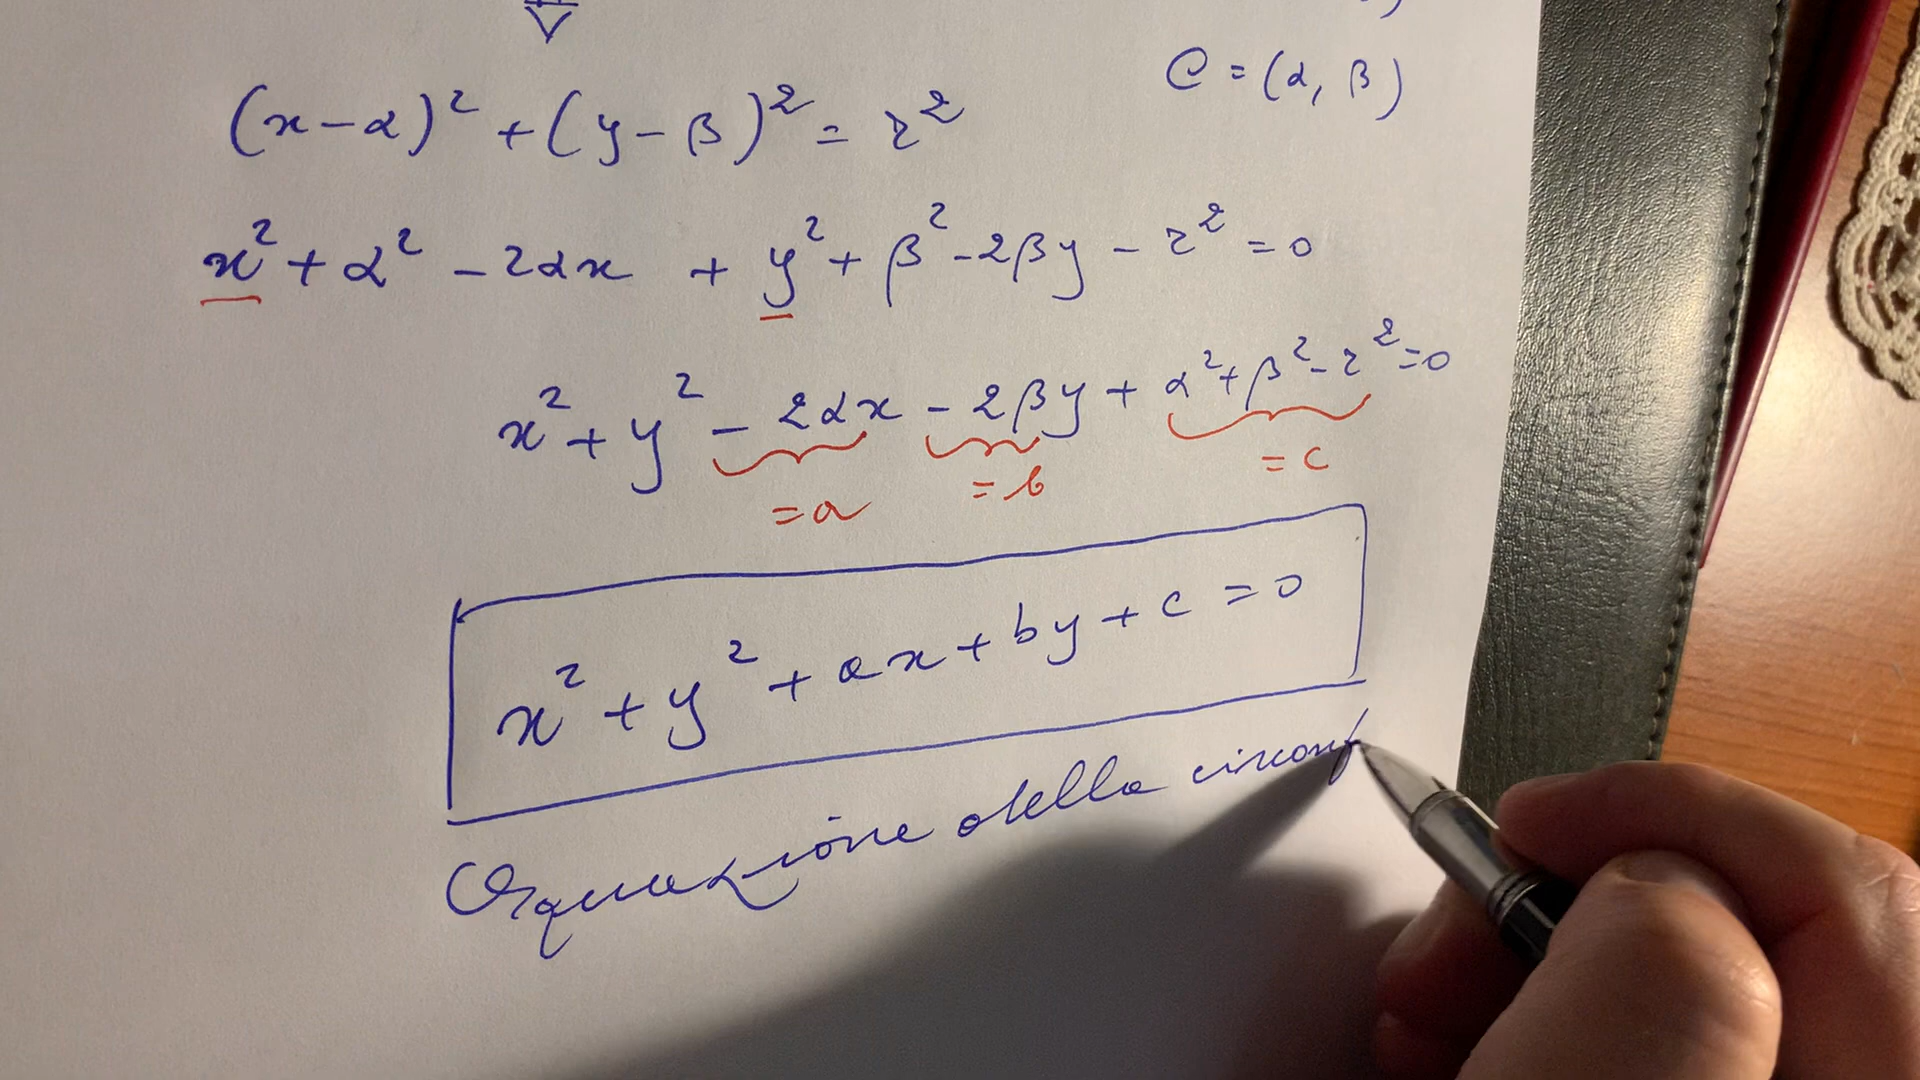 C = (α, β)
(x-α)² + (y-β)² = r²
x² + α² - 2αx + y² + β² - 2βy - r² = 0
x² + y² - 2αx - 2βy + α² + β² - r² = 0
= a = b = c
x² + y² + ax + by + c = 0
Equazione della circonf